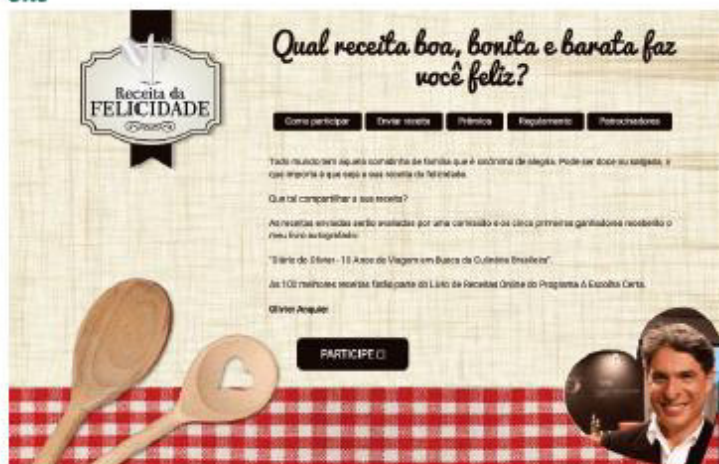 Receita da
FELICIDADE
Qual receita boa, bonita e barata faz
você feliz?
Como participar Enviar receita Prêmios Regulamento Patrocinadores
Todo mundo tem aquela comidinha de família que é sinônimo de alegria. Pode ser doce ou salgada, o
que importa é que seja a sua receita da felicidade.
Que tal compartilhar a sua receita?
As receitas enviadas serão avaliadas por uma comissão e os cinco primeiros ganhadores receberão o
meu livro autografado:
"Diário do Olivier - 10 Anos de Viagem em Busca da Culinária Brasileira".
As 100 melhores receitas farão parte do Livro de Receitas Online do Programa A Escolha Certa.
Olivier Anquier
PARTICIPE